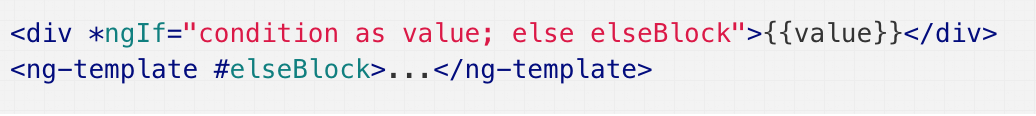 <div *ngIf="condition as value; else elseBlock">{{value}}</div>
<ng-template #elseBlock>...</ng-template>